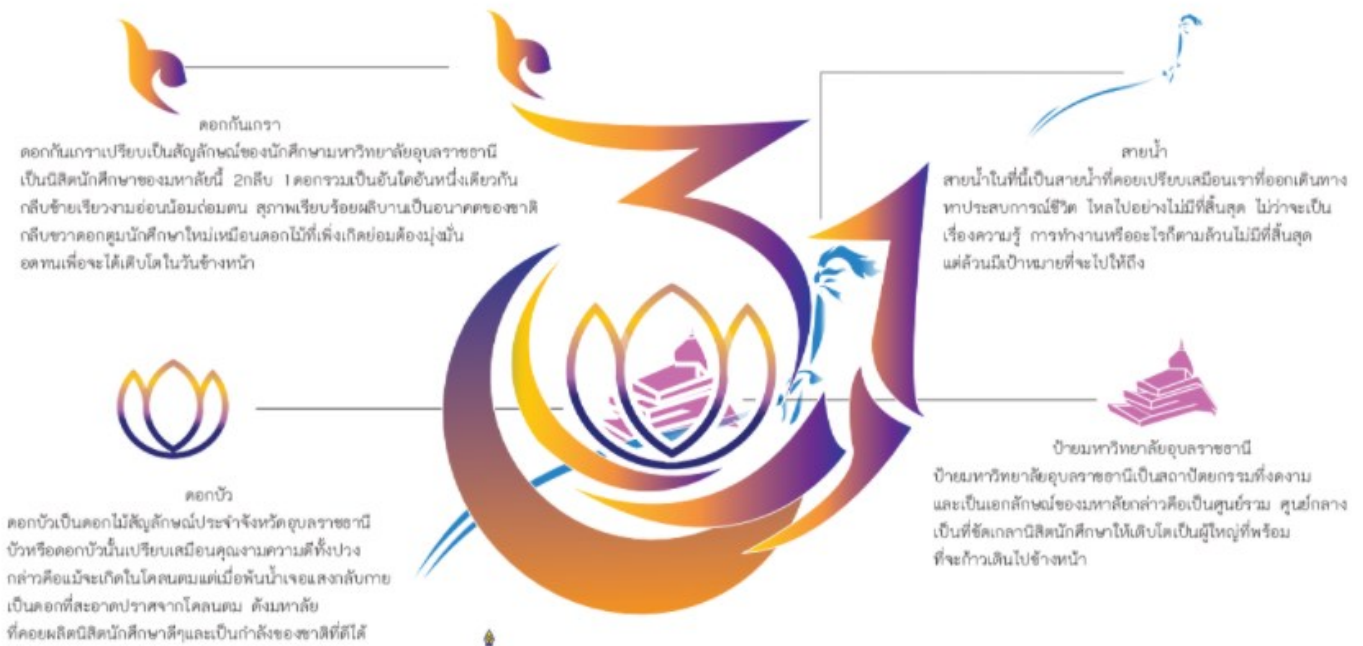 ดอกกันเกรา
ดอกกันเกราเปรียบเป็นสัญลักษณ์ของนักศึกษามหาวิทยาลัยอุบลราชธานี
เป็นนิสิตนักศึกษาของมหาลัยนี้ 2กลีบ 1ดอกรวมเป็นอันใดอันหนึ่งเดียวกัน
กลีบซ้ายเรียวงามอ่อนน้อมถ่อมตน สุภาพเรียบร้อยผลิบานเป็นอนาคตของชาติ
กลีบขวาดอกตูมนักศึกษาใหม่เหมือนดอกไม้ที่เพิ่งเกิดย่อมต้องมุ่งมั่น
อดทนเพื่อจะได้เติบโตในวันข้างหน้า
31
สายน้ำ
สายน้ำในที่นี้เป็นสายน้ำที่คอยเปรียบเสมือนเราที่ออกเดินทาง
หาประสบการณ์ชีวิต ไหลไปอย่างไม่มีที่สิ้นสุด ไม่ว่าจะเป็น
เรื่องความรู้ การทำงานหรืออะไรก็ตามล้วนไม่มีที่สิ้นสุด
แต่ล้วนมีเป้าหมายที่จะไปให้ถึง
ดอกบัว
ดอกบัวเป็นดอกไม้สัญลักษณ์ประจำจังหวัดอุบลราชธานี
บัวหรือดอกบัวนั้นเปรียบเสมือนคุณงามความดีทั้งปวง
กล่าวคือแม้จะเกิดในโคลนตมแต่เมื่อพ้นน้ำเจอแสงกลับกาย
เป็นดอกที่สะอาดปราศจากโคลนตม ดังมหาลัย
ที่คอยผลิตนิสิตนักศึกษาดีๆและเป็นกำลังของชาติที่ดีได้
ป้ายมหาวิทยาลัยอุบลราชธานี
ป้ายมหาวิทยาลัยอุบลราชธานีเป็นสถาปัตยกรรมที่งดงาม
และเป็นเอกลักษณ์ของมหาลัยกล่าวคือเป็นศูนย์รวม ศูนย์กลาง
เป็นที่ขัดเกลานิสิตนักศึกษาให้เติบโตเป็นผู้ใหญ่ที่พร้อม
ที่จะก้าวเดินไปข้างหน้า